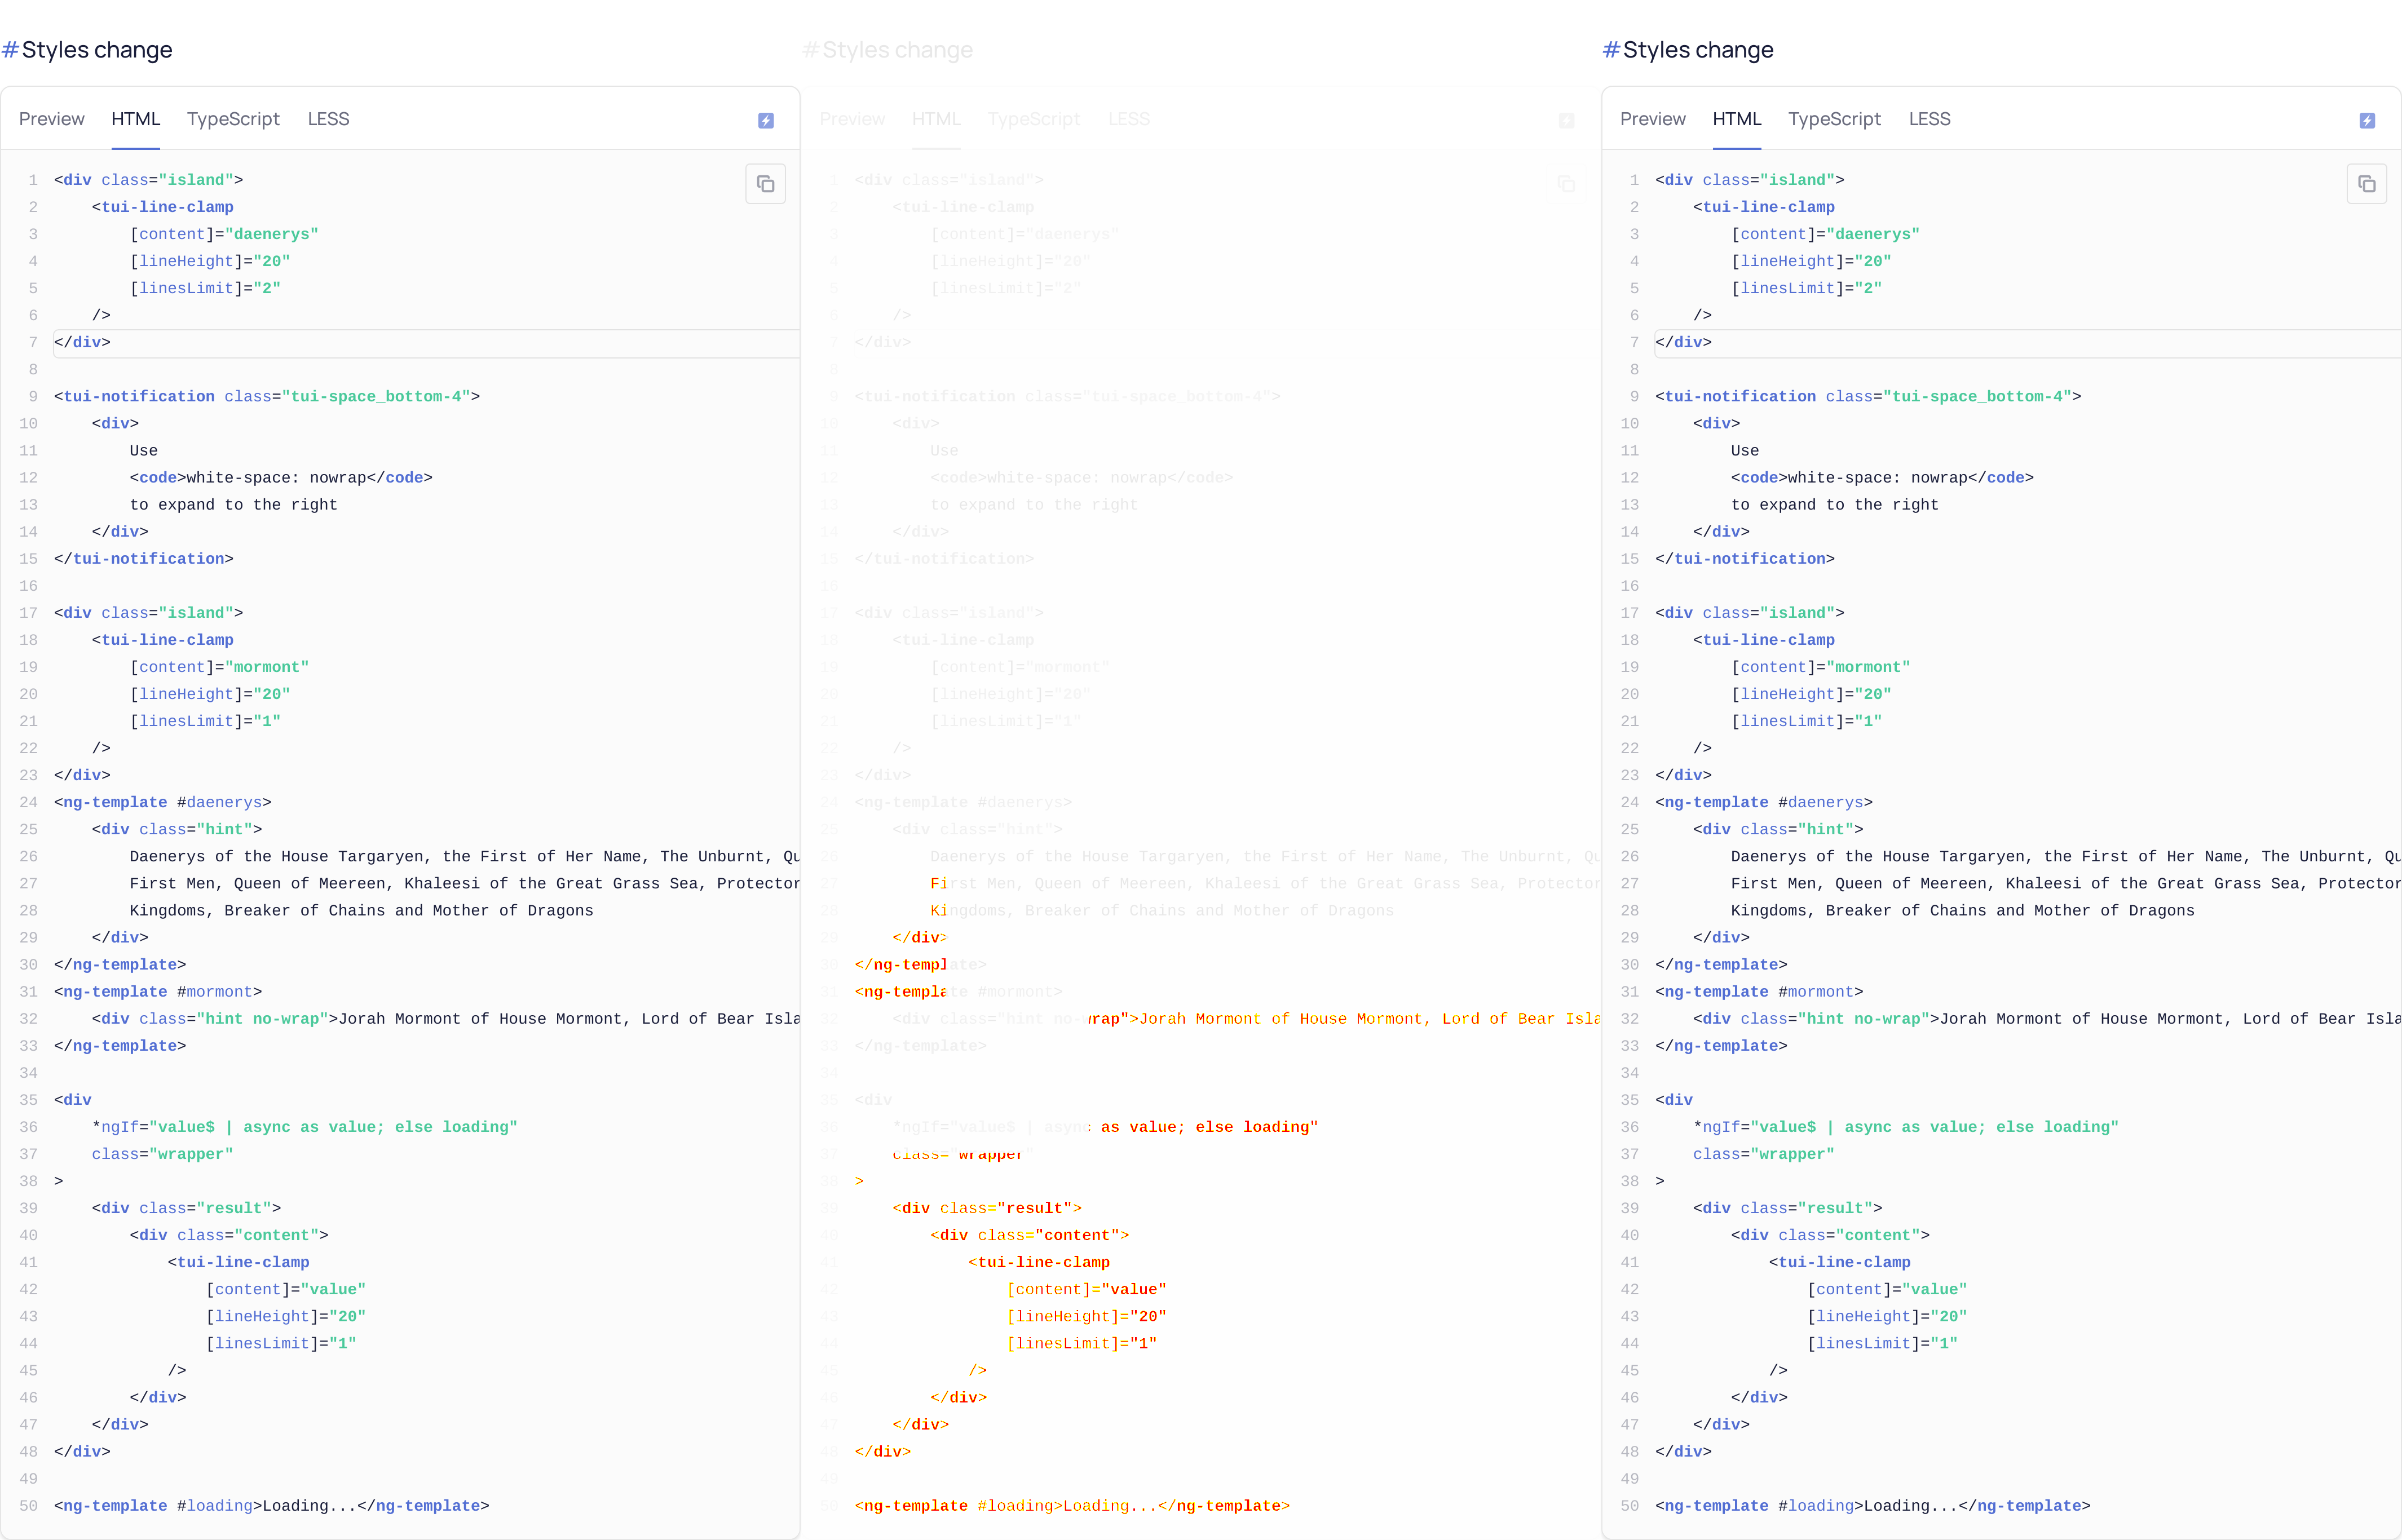 #Styles change
Preview HTML TypeScript LESS
1 <div class="island">
2 <tui-line-clamp
3 [content]="daenerys"
4 [lineHeight]="20"
5 [linesLimit]="2"
6 />
7 </div>
8
9 <tui-notification class="tui-space_bottom-4">
10 <div>
11 Use
12 <code>white-space: nowrap</code>
13 to expand to the right
14 </div>
15 </tui-notification>
16
17 <div class="island">
18 <tui-line-clamp
19 [content]="mormont"
20 [lineHeight]="20"
21 [linesLimit]="1"
22 />
23 </div>
24 <ng-template #daenerys>
25 <div class="hint">
26 Daenerys of the House Targaryen, the First of Her Name, The Unburnt, Qu
27 First Men, Queen of Meereen, Khaleesi of the Great Grass Sea, Protector
28 Kingdoms, Breaker of Chains and Mother of Dragons
29 </div>
30 </ng-template>
31 <ng-template #mormont>
32 <div class="hint no-wrap">Jorah Mormont of House Mormont, Lord of Bear Isla
33 </ng-template>
34
35 <div
36 *ngIf="value$ | async as value; else loading"
37 class="wrapper"
38 >
39 <div class="result">
40 <div class="content">
41 <tui-line-clamp
42 [content]="value"
43 [lineHeight]="20"
44 [linesLimit]="1"
45 />
46 </div>
47 </div>
48 </div>
49
50 <ng-template #loading>Loading...</ng-template>
#Styles change
Preview HTML TypeScript LESS
1 <div class="island">
2 <tui-line-clamp
3 [content]="daenerys"
4 [lineHeight]="20"
5 [linesLimit]="2"
6 />
7 </div>
8
9 <tui-notification class="tui-space_bottom-4">
10 <div>
11 Use
12 <code>white-space: nowrap</code>
13 to expand to the right
14 </div>
15 </tui-notification>
16
17 <div class="island">
18 <tui-line-clamp
19 [content]="mormont"
20 [lineHeight]="20"
21 [linesLimit]="1"
22 />
23 </div>
24 <ng-template #daenerys>
25 <div class="hint">
26 Daenerys of the House Targaryen, the First of Her Name, The Unburnt, Qu
27 First Men, Queen of Meereen, Khaleesi of the Great Grass Sea, Protector
28 Kingdoms, Breaker of Chains and Mother of Dragons
29 </div>
30 </ng-template>
31 <ng-template #mormont>
32 <div class="hint no-wrap">Jorah Mormont of House Mormont, Lord of Bear Isla
33 </ng-template>
34
35 <div
36 *ngIf="value$ | async as value; else loading"
37 class="wrapper"
38 >
39 <div class="result">
40 <div class="content">
41 <tui-line-clamp
42 [content]="value"
43 [lineHeight]="20"
44 [linesLimit]="1"
45 />
46 </div>
47 </div>
48 </div>
49
50 <ng-template #loading>Loading...</ng-template>
#Styles change
Preview HTML TypeScript LESS
1 <div class="island">
2 <tui-line-clamp
3 [content]="daenerys"
4 [lineHeight]="20"
5 [linesLimit]="2"
6 />
7 </div>
8
9 <tui-notification class="tui-space_bottom-4">
10 <div>
11 Use
12 <code>white-space: nowrap</code>
13 to expand to the right
14 </div>
15 </tui-notification>
16
17 <div class="island">
18 <tui-line-clamp
19 [content]="mormont"
20 [lineHeight]="20"
21 [linesLimit]="1"
22 />
23 </div>
24 <ng-template #daenerys>
25 <div class="hint">
26 Daenerys of the House Targaryen, the First of Her Name, The Unburnt, Qu
27 First Men, Queen of Meereen, Khaleesi of the Great Grass Sea, Protector
28 Kingdoms, Breaker of Chains and Mother of Dragons
29 </div>
30 </ng-template>
31 <ng-template #mormont>
32 <div class="hint no-wrap">Jorah Mormont of House Mormont, Lord of Bear Isla
33 </ng-template>
34
35 <div
36 *ngIf="value$ | async as value; else loading"
37 class="wrapper"
38 >
39 <div class="result">
40 <div class="content">
41 <tui-line-clamp
42 [content]="value"
43 [lineHeight]="20"
44 [linesLimit]="1"
45 />
46 </div>
47 </div>
48 </div>
49
50 <ng-template #loading>Loading...</ng-template>